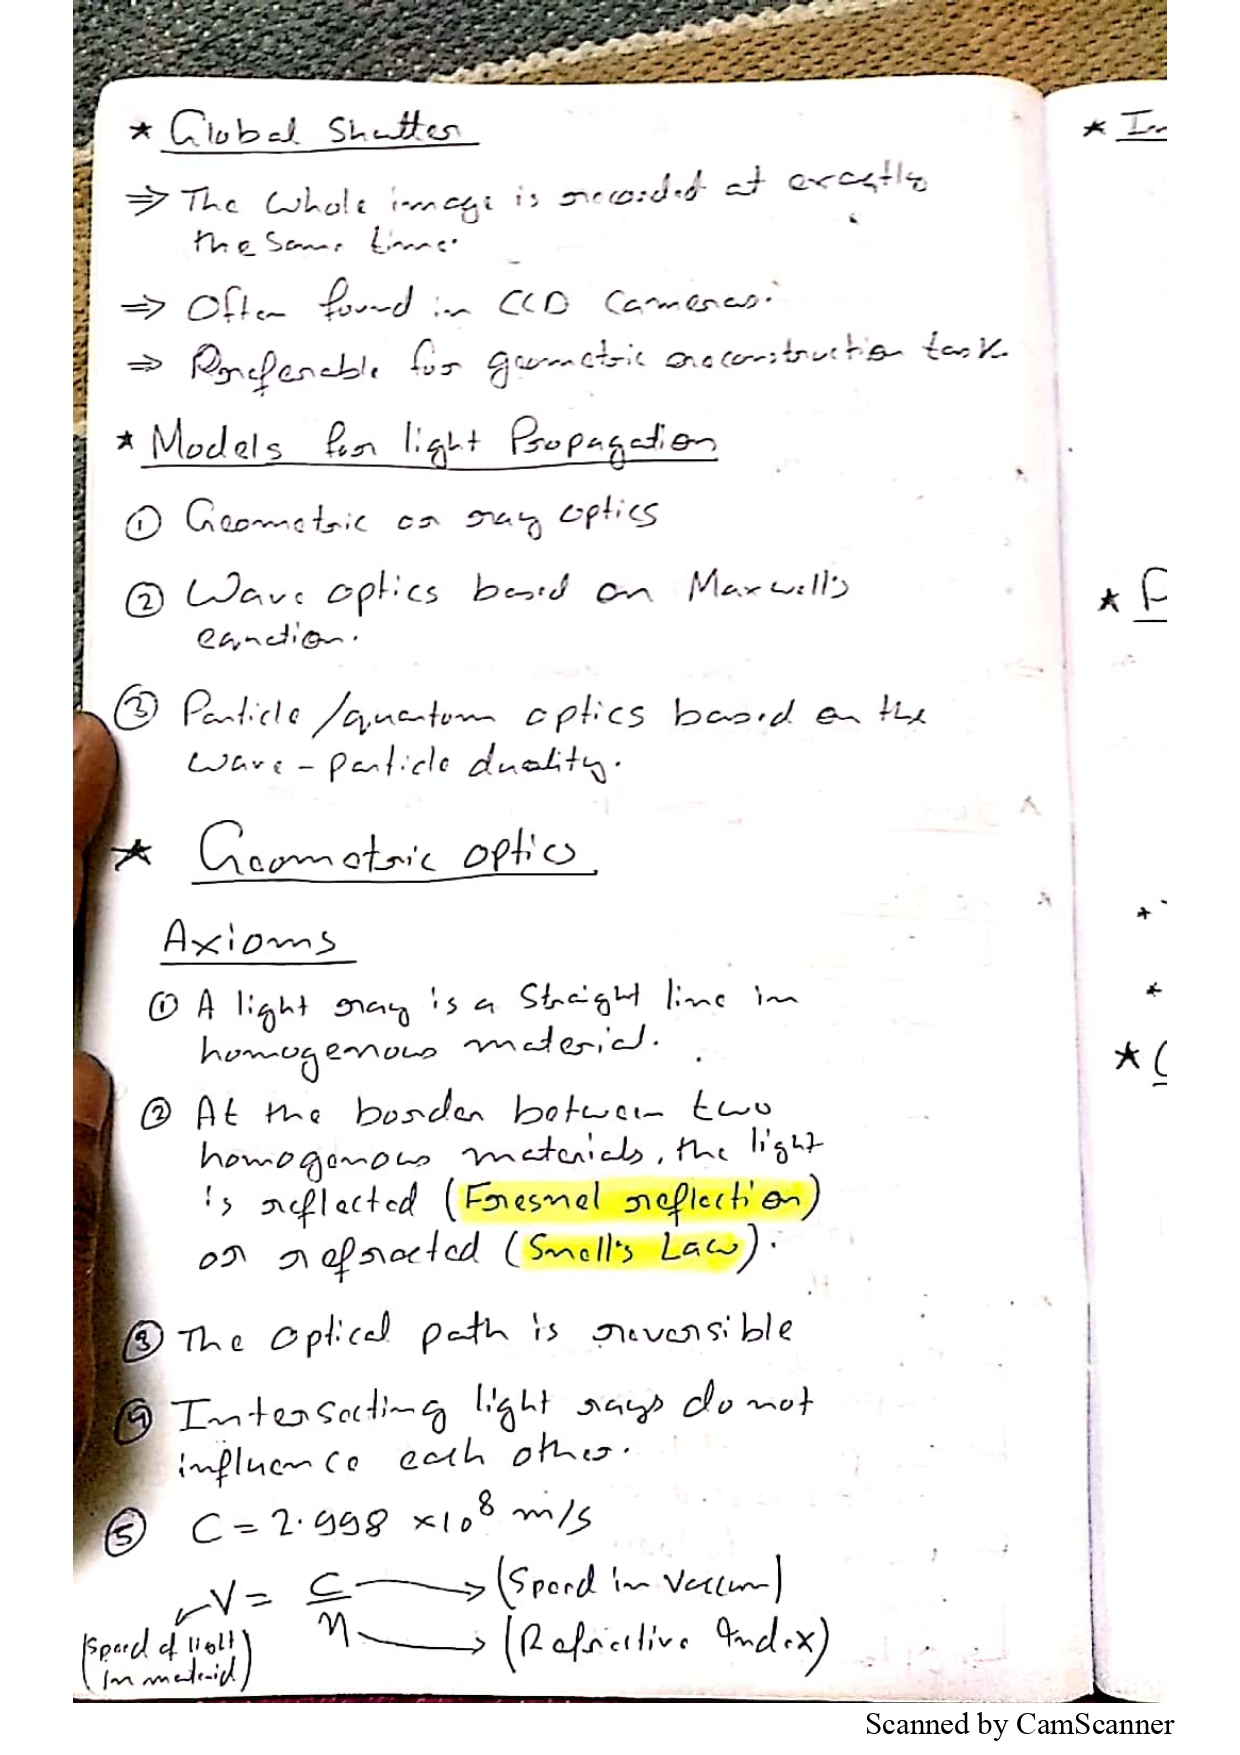 * Global Shutter
⇒ The whole image is recorded at exactly
the same time.
⇒ Often found in CCD Cameras.
⇒ Preferable for geometric reconstruction task.
* Models for light Propagation
① Geometric or ray optics
② Wave optics based on Maxwell's
eqnction.
③ Particle/quantum optics based on the
wave-particle duality.
* Geometric optics
Axioms
① A light ray is a Straight line in
homogenous material.
② At the border between two
homogenous materials, the light
is reflected (Fresnel reflection)
or refracted (Snell's Law).
③ The Optical path is reversible
④ Intersecting light rays do not
influence each other.
⑤ C = 2.998 ×10⁸ m/s
V = C/n
(Speed in Vaccum)
(Refractive Index)
(Speed of light
in material)
* In
* P
*
*
* C
Scanned by CamScanner